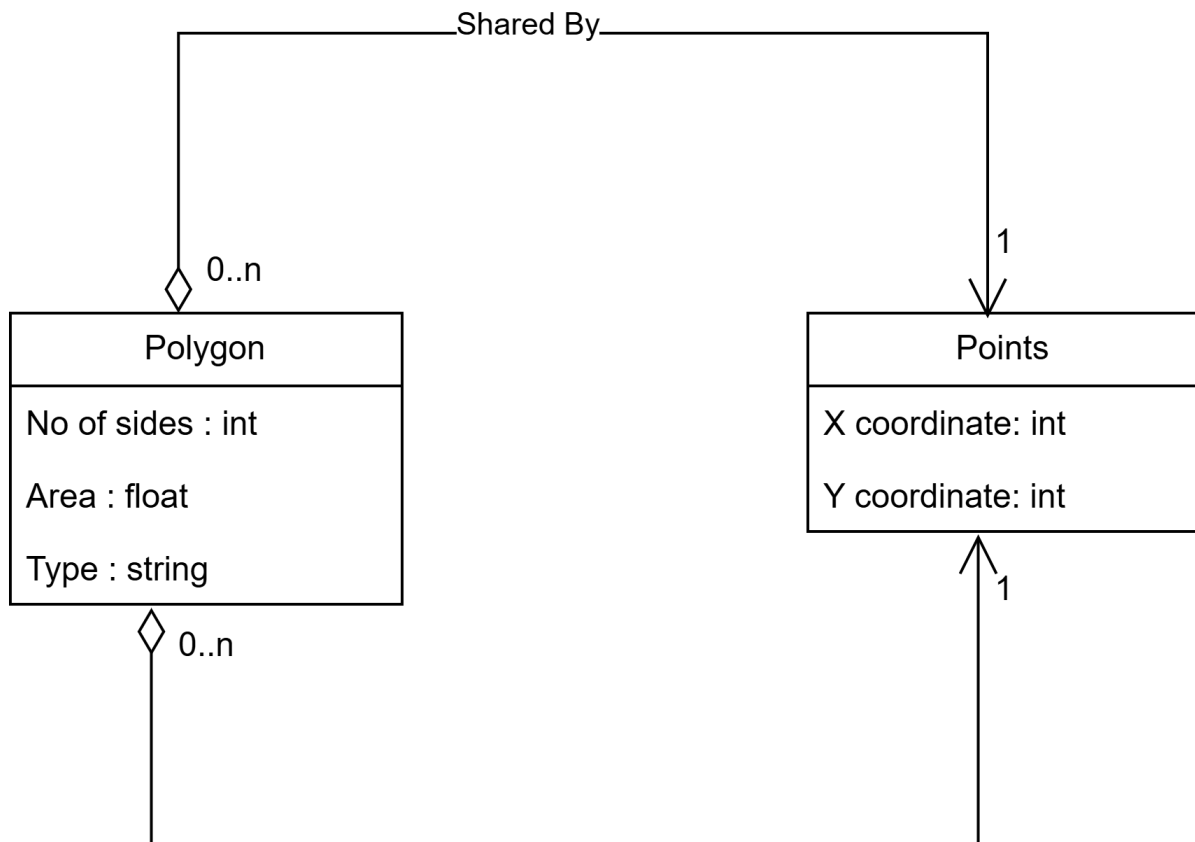 Shared By
0..n
1
Polygon
No of sides : int
Area : float
Type : string
0..n
Points
X coordinate: int
Y coordinate: int
1